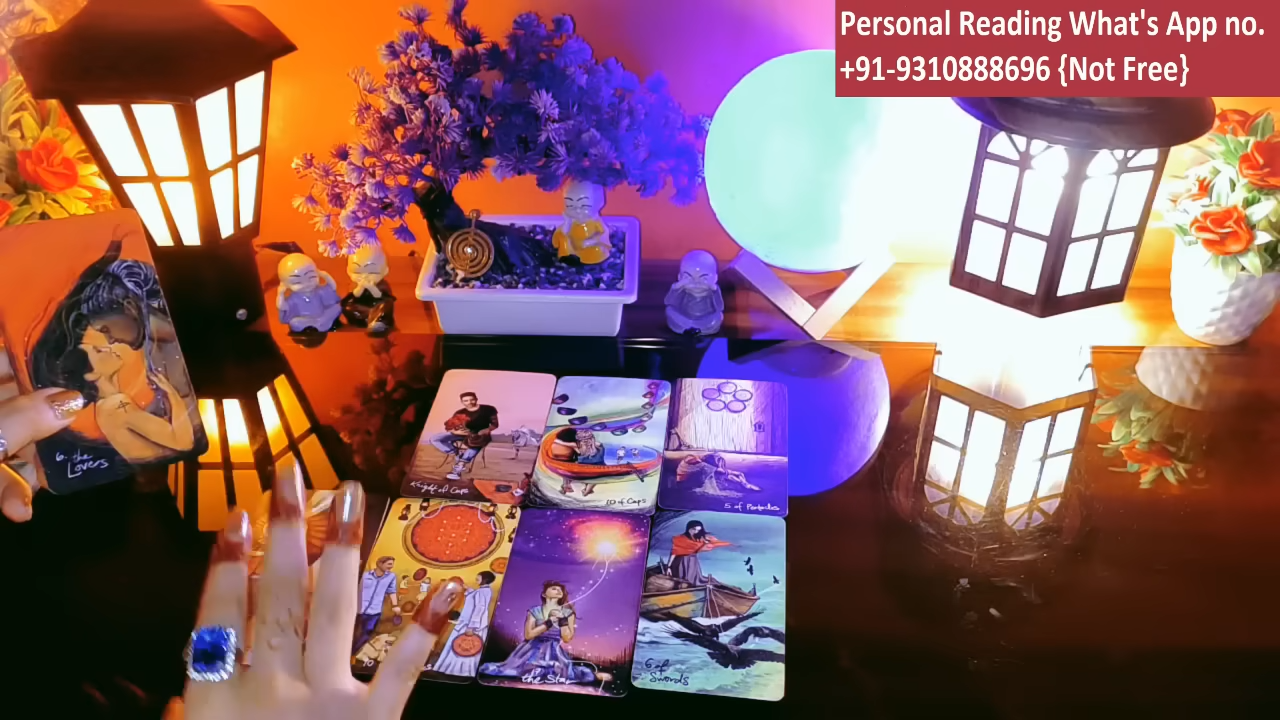 Personal Reading What's App no.
+91-9310888696 {Not Free}
6. the
Lovers
Knight of Cups
10 of Cups
5 of Pentacles
10
the Star
6 of
Swords